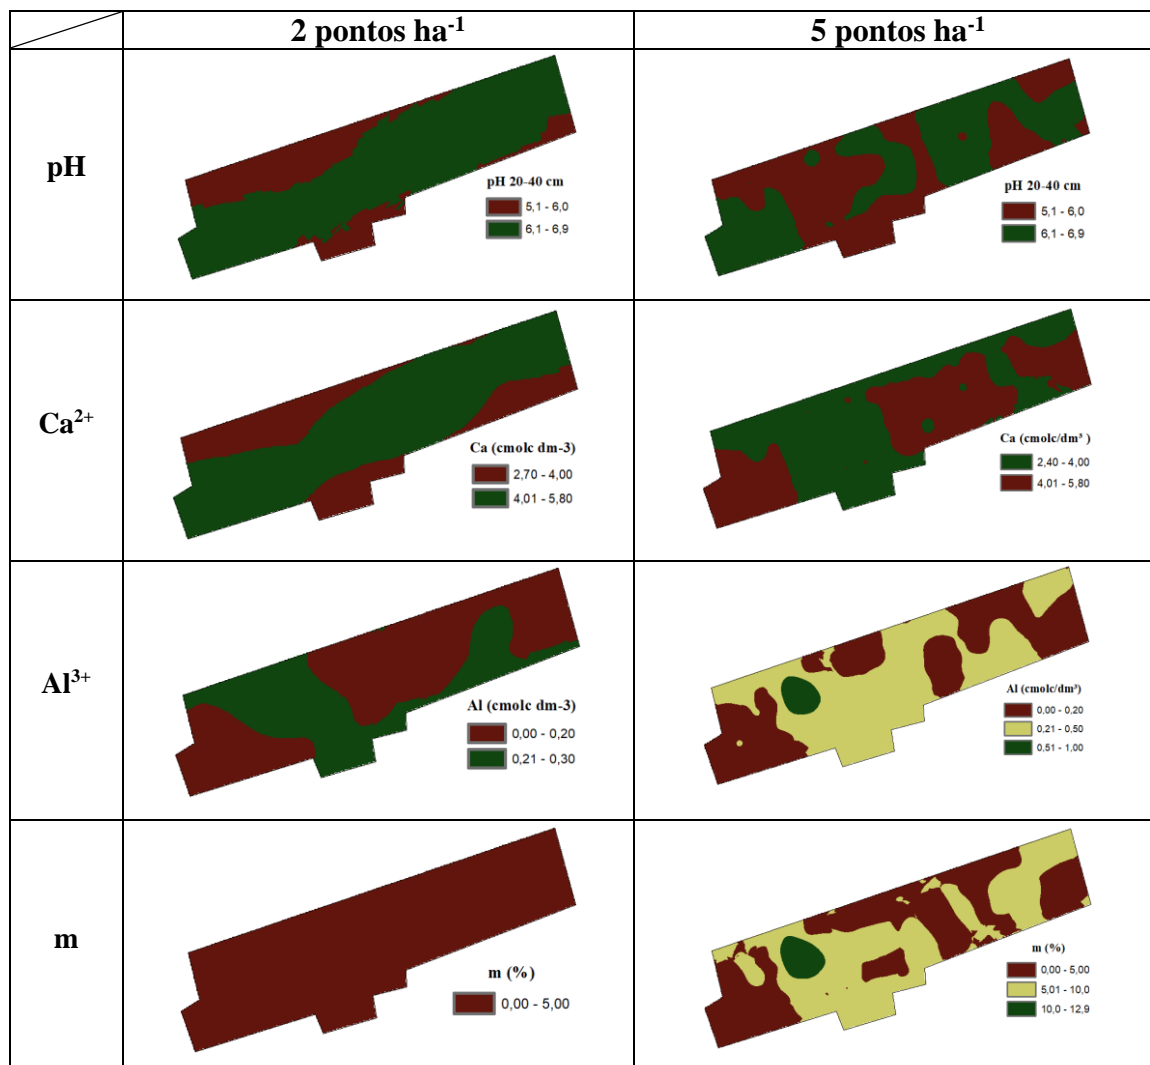 2 pontos ha-1
5 pontos ha-1
pH
pH 20-40 cm
5,1 - 6,0
6,1 - 6,9
pH 20-40 cm
5,1 - 6,0
6,1 - 6,9
Ca2+
Ca (cmolc dm-3)
2,70 - 4,00
4,01 - 5,80
Ca (cmolc/dm³ )
2,40 - 4,00
4,01 - 5,80
Al3+
Al (cmolc dm-3)
0,00 - 0,20
0,21 - 0,30
Al (cmolc/dm³)
0,00 - 0,20
0,21 - 0,50
0,51 - 1,00
m
m (%)
0,00 - 5,00
m (%)
0,00 - 5,00
5,01 - 10,0
10,0 - 12,9